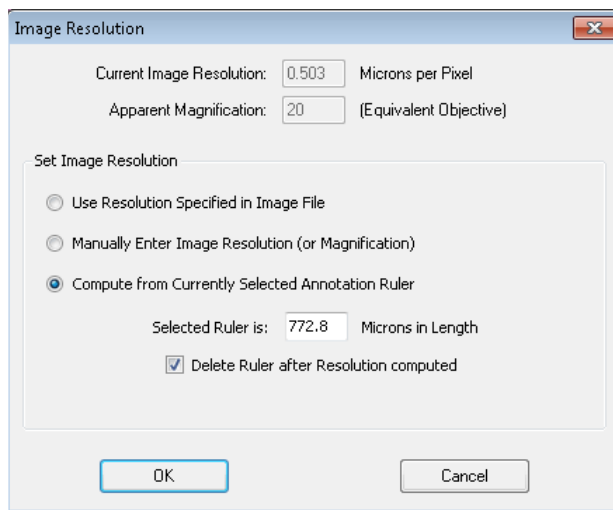 Image Resolution
Current Image Resolution: 0.503 Microns per Pixel
Apparent Magnification: 20 (Equivalent Objective)
Set Image Resolution
Use Resolution Specified in Image File
Manually Enter Image Resolution (or Magnification)
Compute from Currently Selected Annotation Ruler
Selected Ruler is: 772.8 Microns in Length
Delete Ruler after Resolution computed
OK Cancel